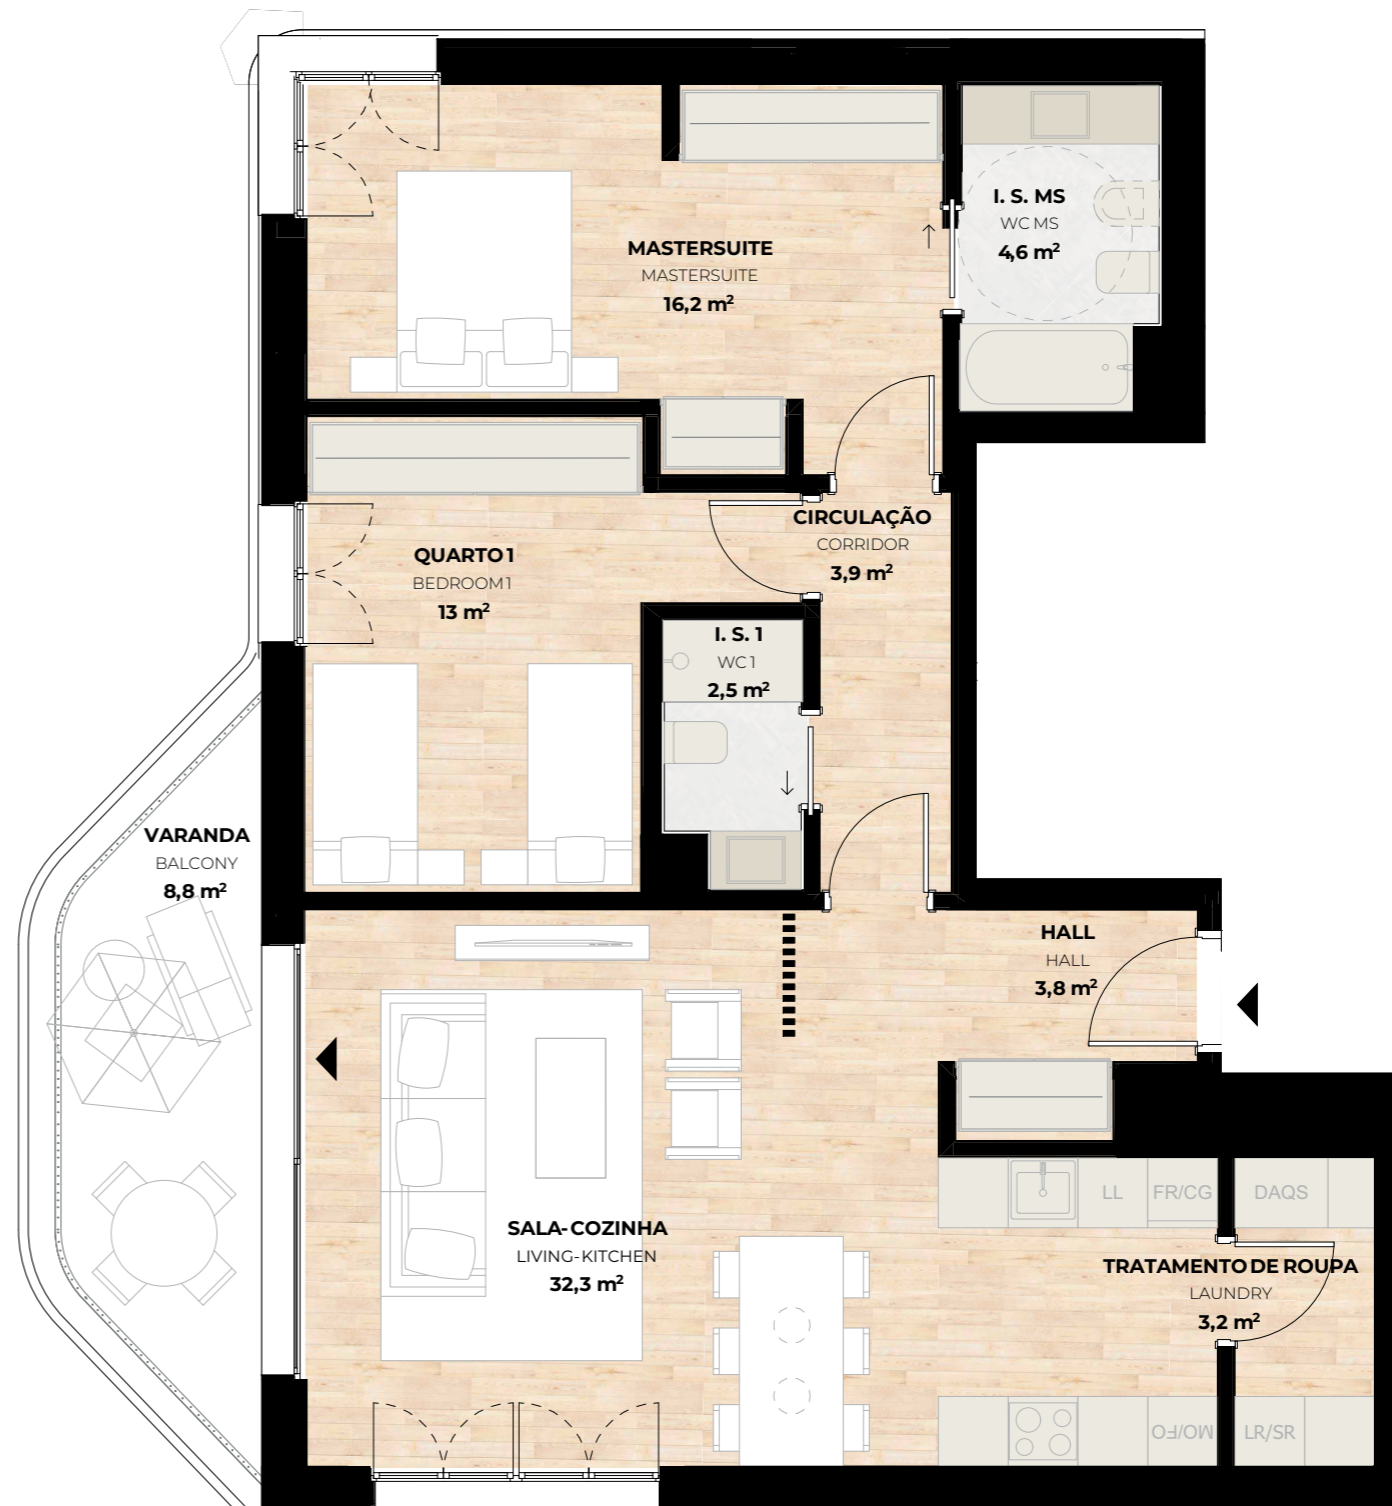 MASTERSUITE
MASTERSUITE
16,2 m²
I. S. MS
WC MS
4,6 m²
CIRCULAÇÃO
CORRIDOR
3,9 m²
QUARTO 1
BEDROOM 1
13 m²
I. S. 1
WC 1
2,5 m²
VARANDA
BALCONY
8,8 m²
HALL
HALL
3,8 m²
SALA-COZINHA
LIVING-KITCHEN
32,3 m²
LL
FR/CG
DAQS
TRATAMENTO DE ROUPA
LAUNDRY
3,2 m²
MO/FO
LR/SR